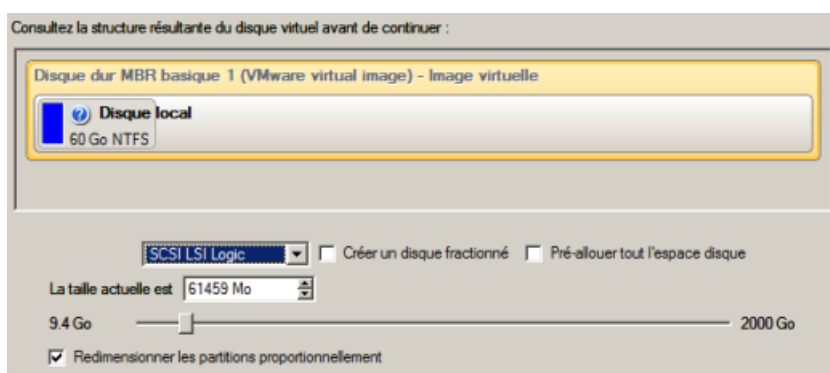 Consultez la structure résultante du disque virtuel avant de continuer :
Disque dur MBR basique 1 (VMware virtual image) - Image virtuelle
Disque local
60 Go NTFS
SCSI LSI Logic Créer un disque fractionné Pré-allouer tout l'espace disque
La taille actuelle est 61459 Mo
9.4 Go 2000 Go
Redimensionner les partitions proportionnellement